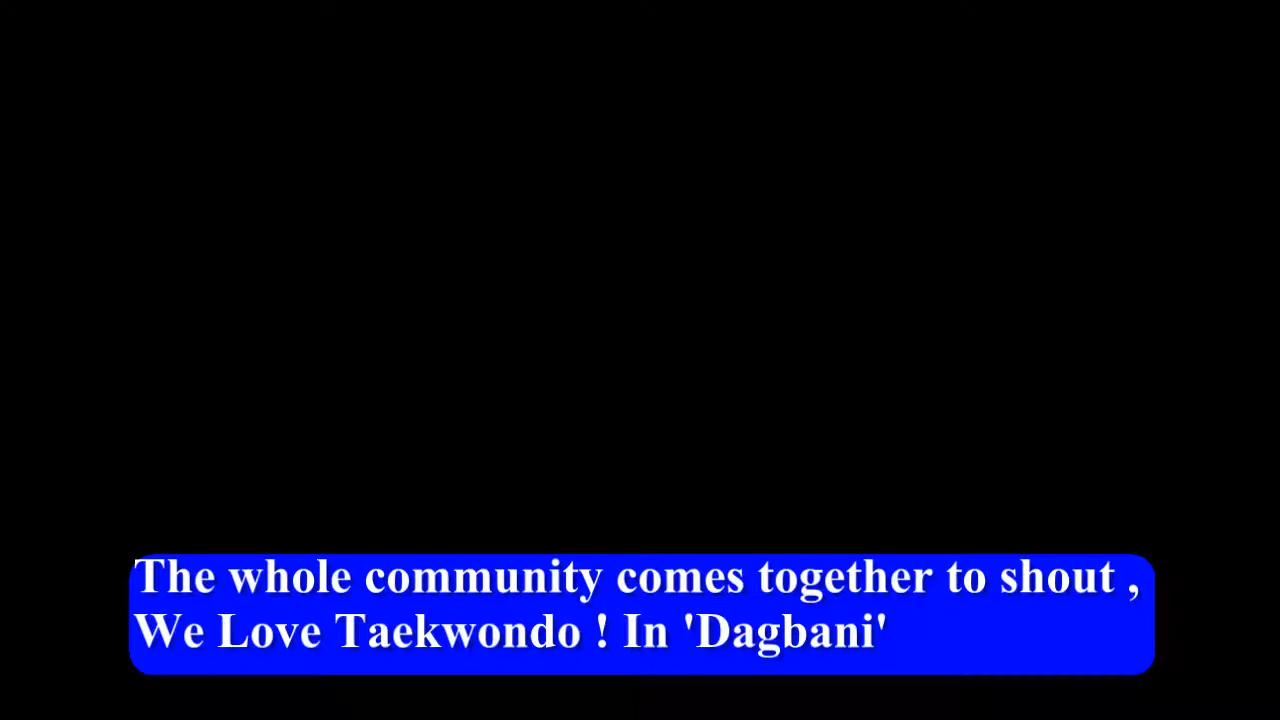 The whole community comes together to shout ,
We Love Taekwondo ! In 'Dagbani'